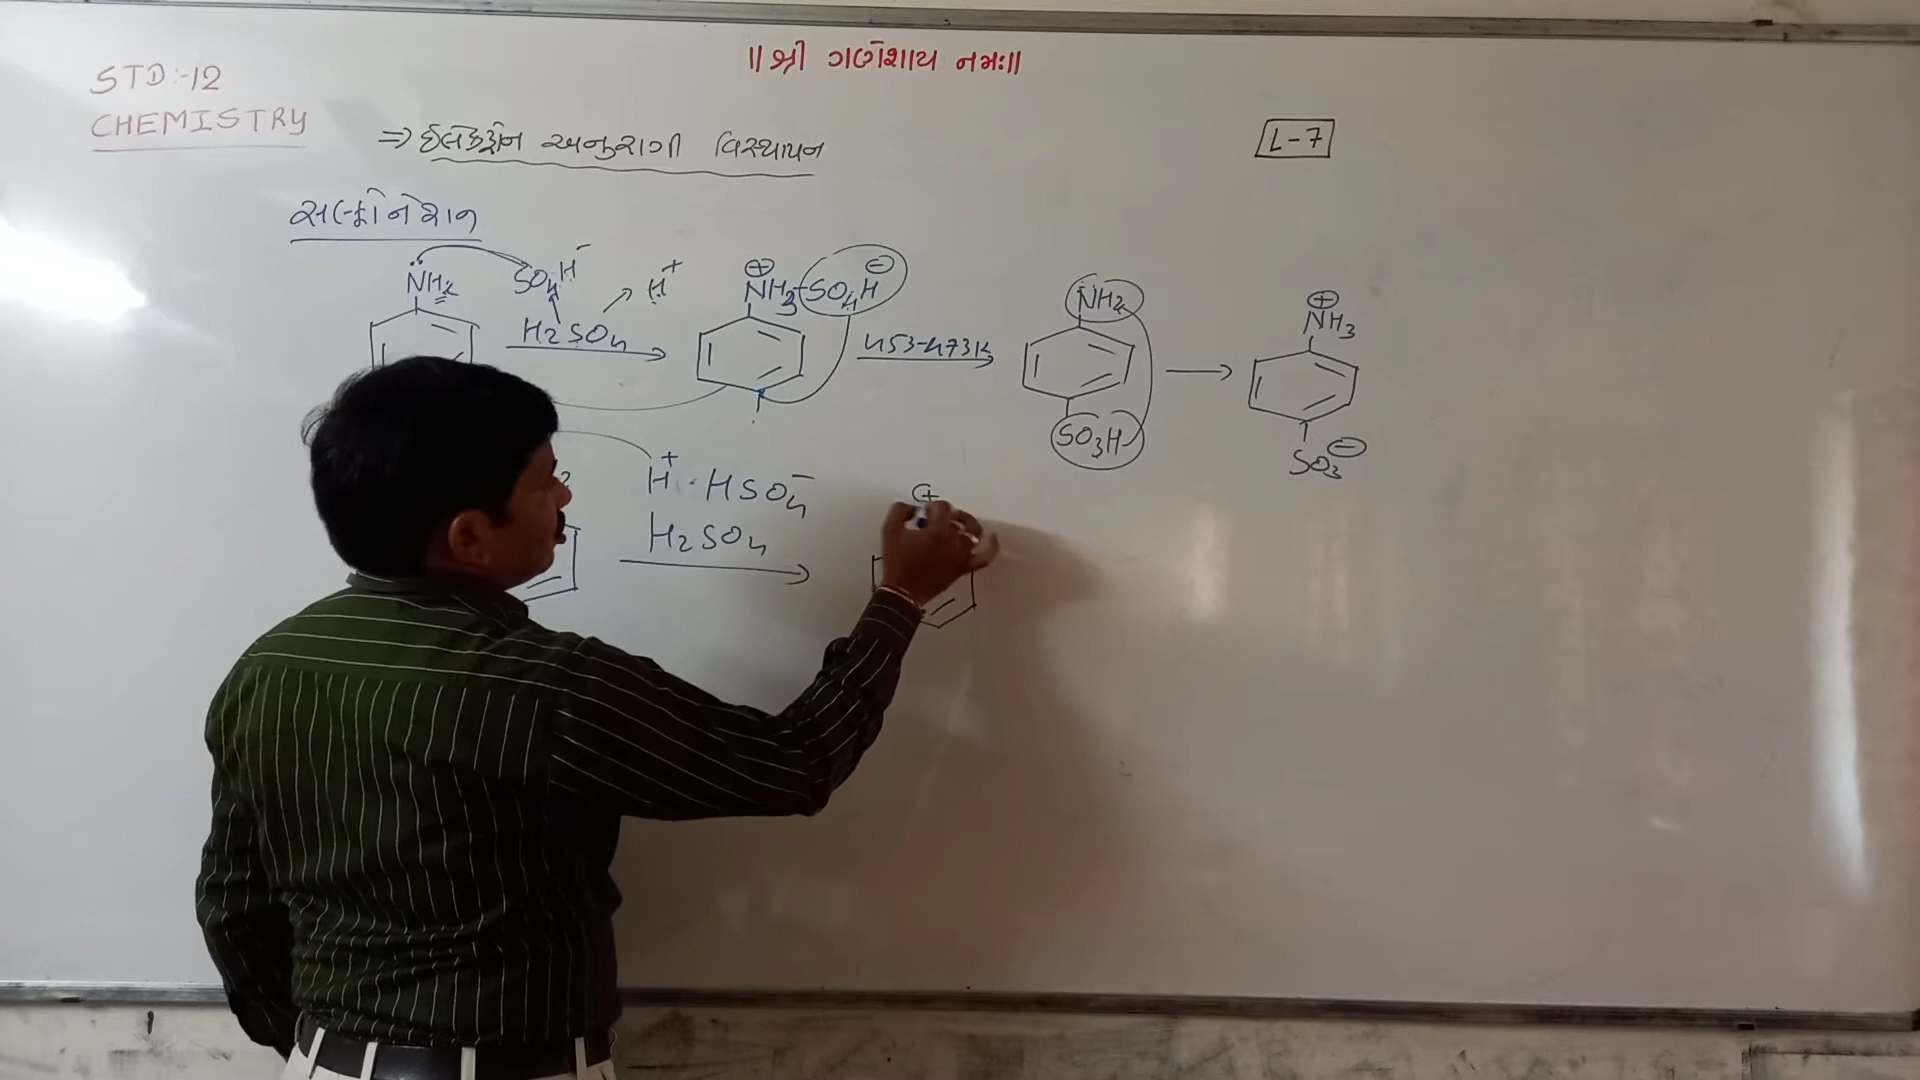 ॥ શ્રી ગણેશાય નમઃ॥
STD:-12
CHEMISTRY
⇒ ઈલેક્ટ્રોન અનુરાગી વિસ્થાપન
L-7
સલ્ફોનેશન
NH2 SO4H- H+ H2SO4
⊕ NH3-SO4H ⊖
453-473K
NH2
SO3H
⊕ NH3
SO3 ⊖
H+ · HSO4-
H2SO4
⊕